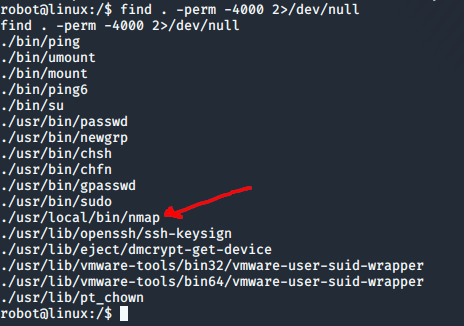 robot@linux:/$ find . -perm -4000 2>/dev/null
find . -perm -4000 2>/dev/null
./bin/ping
./bin/umount
./bin/mount
./bin/ping6
./bin/su
./usr/bin/passwd
./usr/bin/newgrp
./usr/bin/chsh
./usr/bin/chfn
./usr/bin/gpasswd
./usr/bin/sudo
./usr/local/bin/nmap
./usr/lib/openssh/ssh-keysign
./usr/lib/eject/dmcrypt-get-device
./usr/lib/vmware-tools/bin32/vmware-user-suid-wrapper
./usr/lib/vmware-tools/bin64/vmware-user-suid-wrapper
./usr/lib/pt_chown
robot@linux:/$